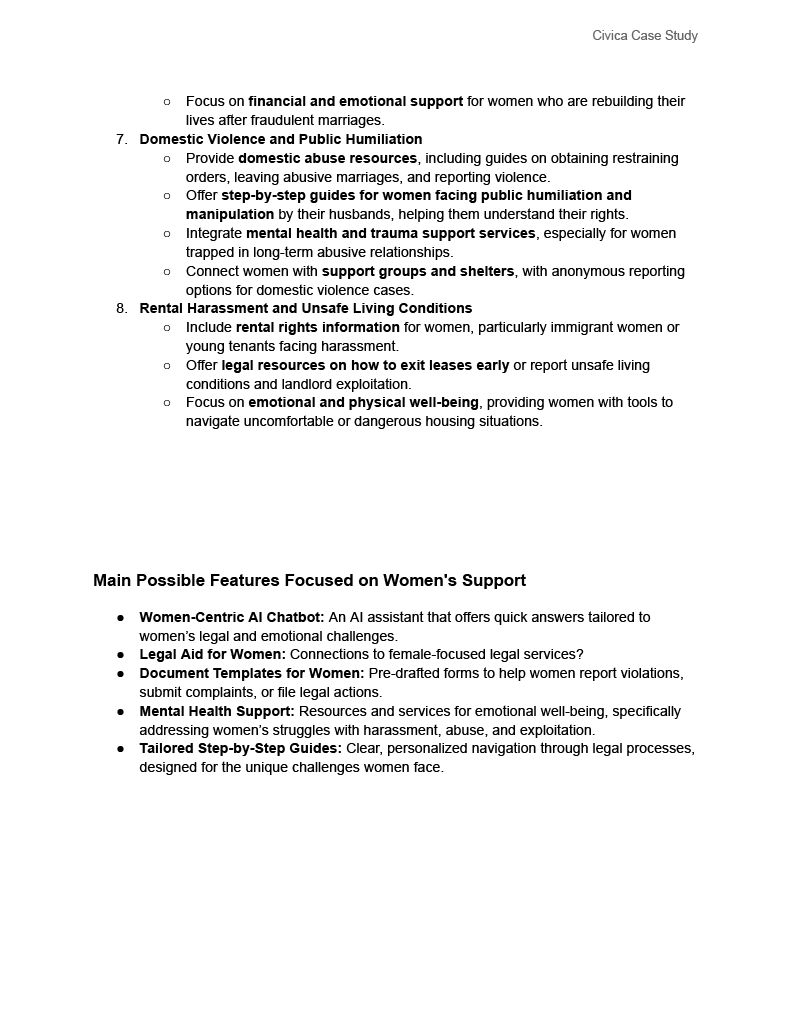 Civica Case Study
○ Focus on financial and emotional support for women who are rebuilding their
lives after fraudulent marriages.
7. Domestic Violence and Public Humiliation
○ Provide domestic abuse resources, including guides on obtaining restraining
orders, leaving abusive marriages, and reporting violence.
○ Offer step-by-step guides for women facing public humiliation and
manipulation by their husbands, helping them understand their rights.
○ Integrate mental health and trauma support services, especially for women
trapped in long-term abusive relationships.
○ Connect women with support groups and shelters, with anonymous reporting
options for domestic violence cases.
8. Rental Harassment and Unsafe Living Conditions
○ Include rental rights information for women, particularly immigrant women or
young tenants facing harassment.
○ Offer legal resources on how to exit leases early or report unsafe living
conditions and landlord exploitation.
○ Focus on emotional and physical well-being, providing women with tools to
navigate uncomfortable or dangerous housing situations.
Main Possible Features Focused on Women's Support
● Women-Centric AI Chatbot: An AI assistant that offers quick answers tailored to
women’s legal and emotional challenges.
● Legal Aid for Women: Connections to female-focused legal services?
● Document Templates for Women: Pre-drafted forms to help women report violations,
submit complaints, or file legal actions.
● Mental Health Support: Resources and services for emotional well-being, specifically
addressing women’s struggles with harassment, abuse, and exploitation.
● Tailored Step-by-Step Guides: Clear, personalized navigation through legal processes,
designed for the unique challenges women face.